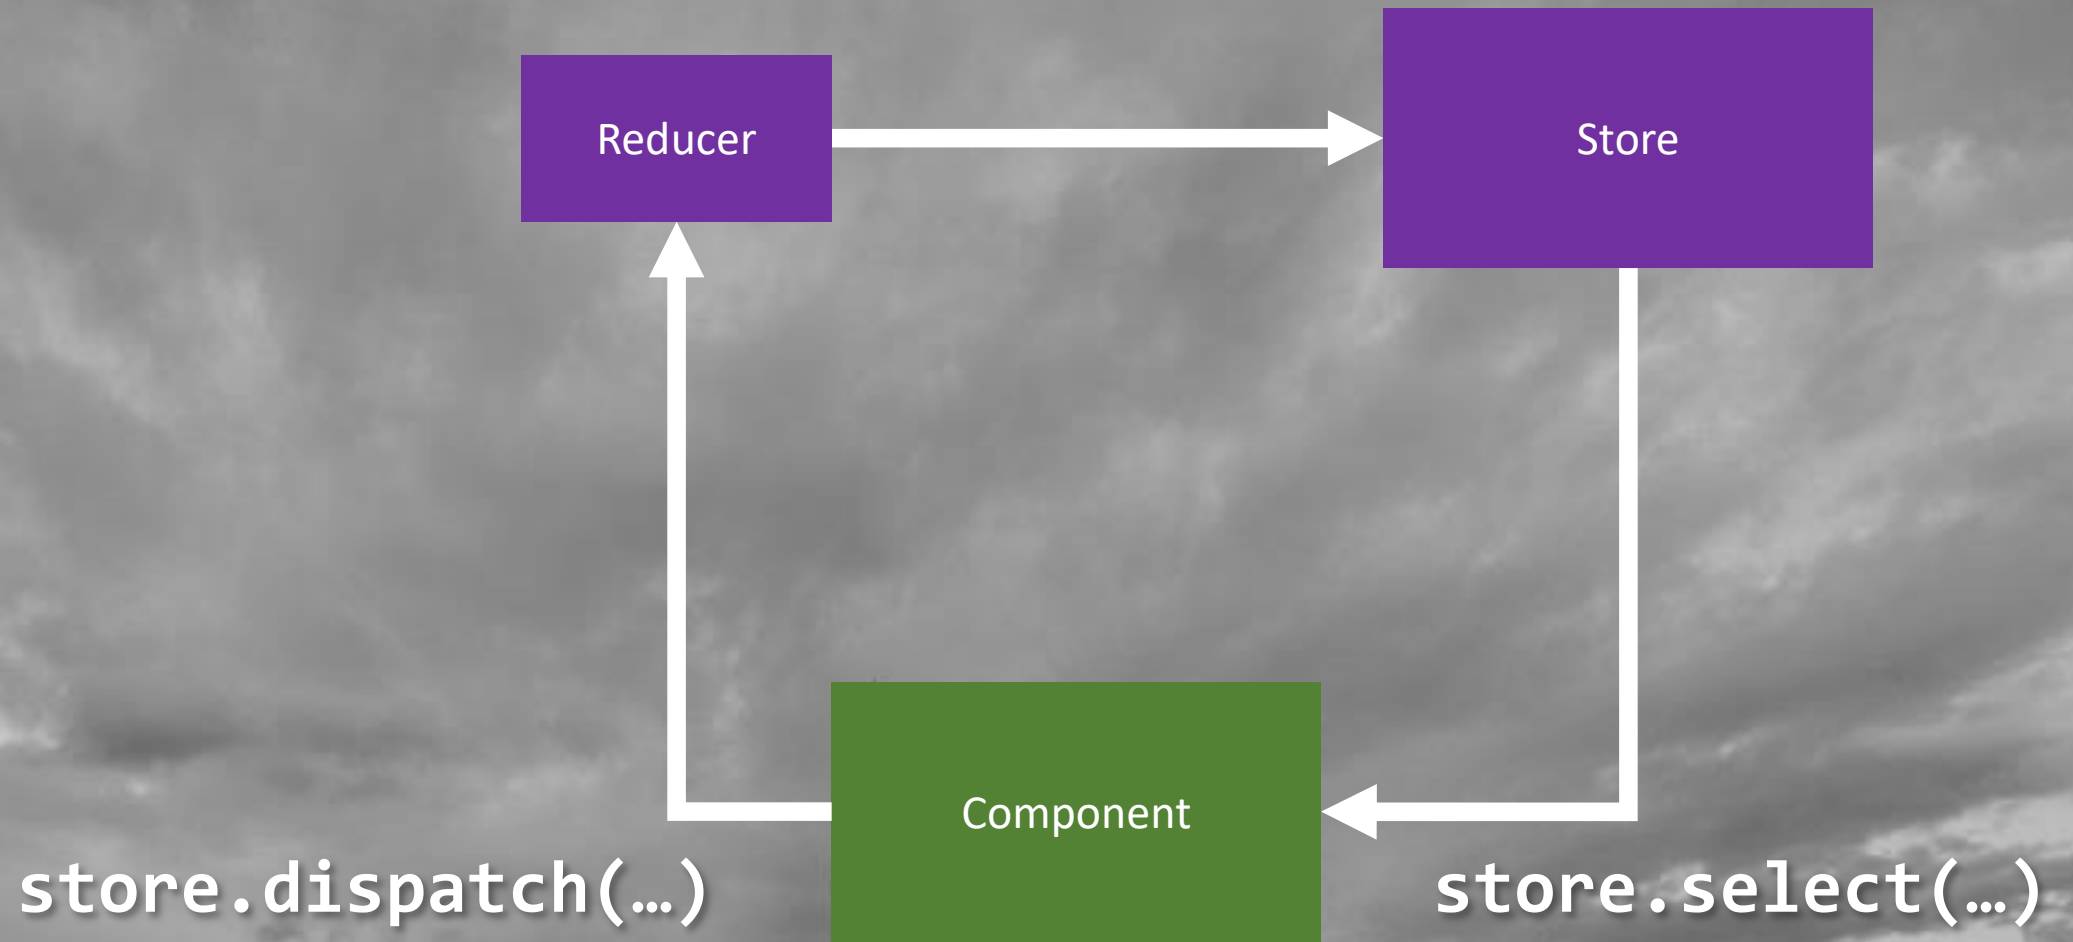 Reducer
Store
Component
store.dispatch(…)
store.select(…)